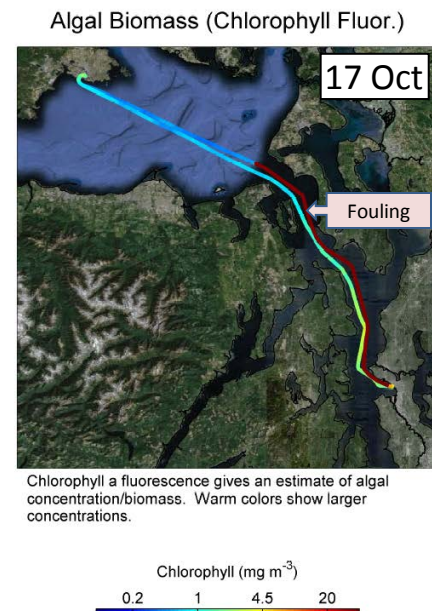 Algal Biomass (Chlorophyll Fluor.)
17 Oct
Fouling
Chlorophyll a fluorescence gives an estimate of algal
concentration/biomass. Warm colors show larger
concentrations.
Chlorophyll (mg m⁻³)
0.2 1 4.5 20